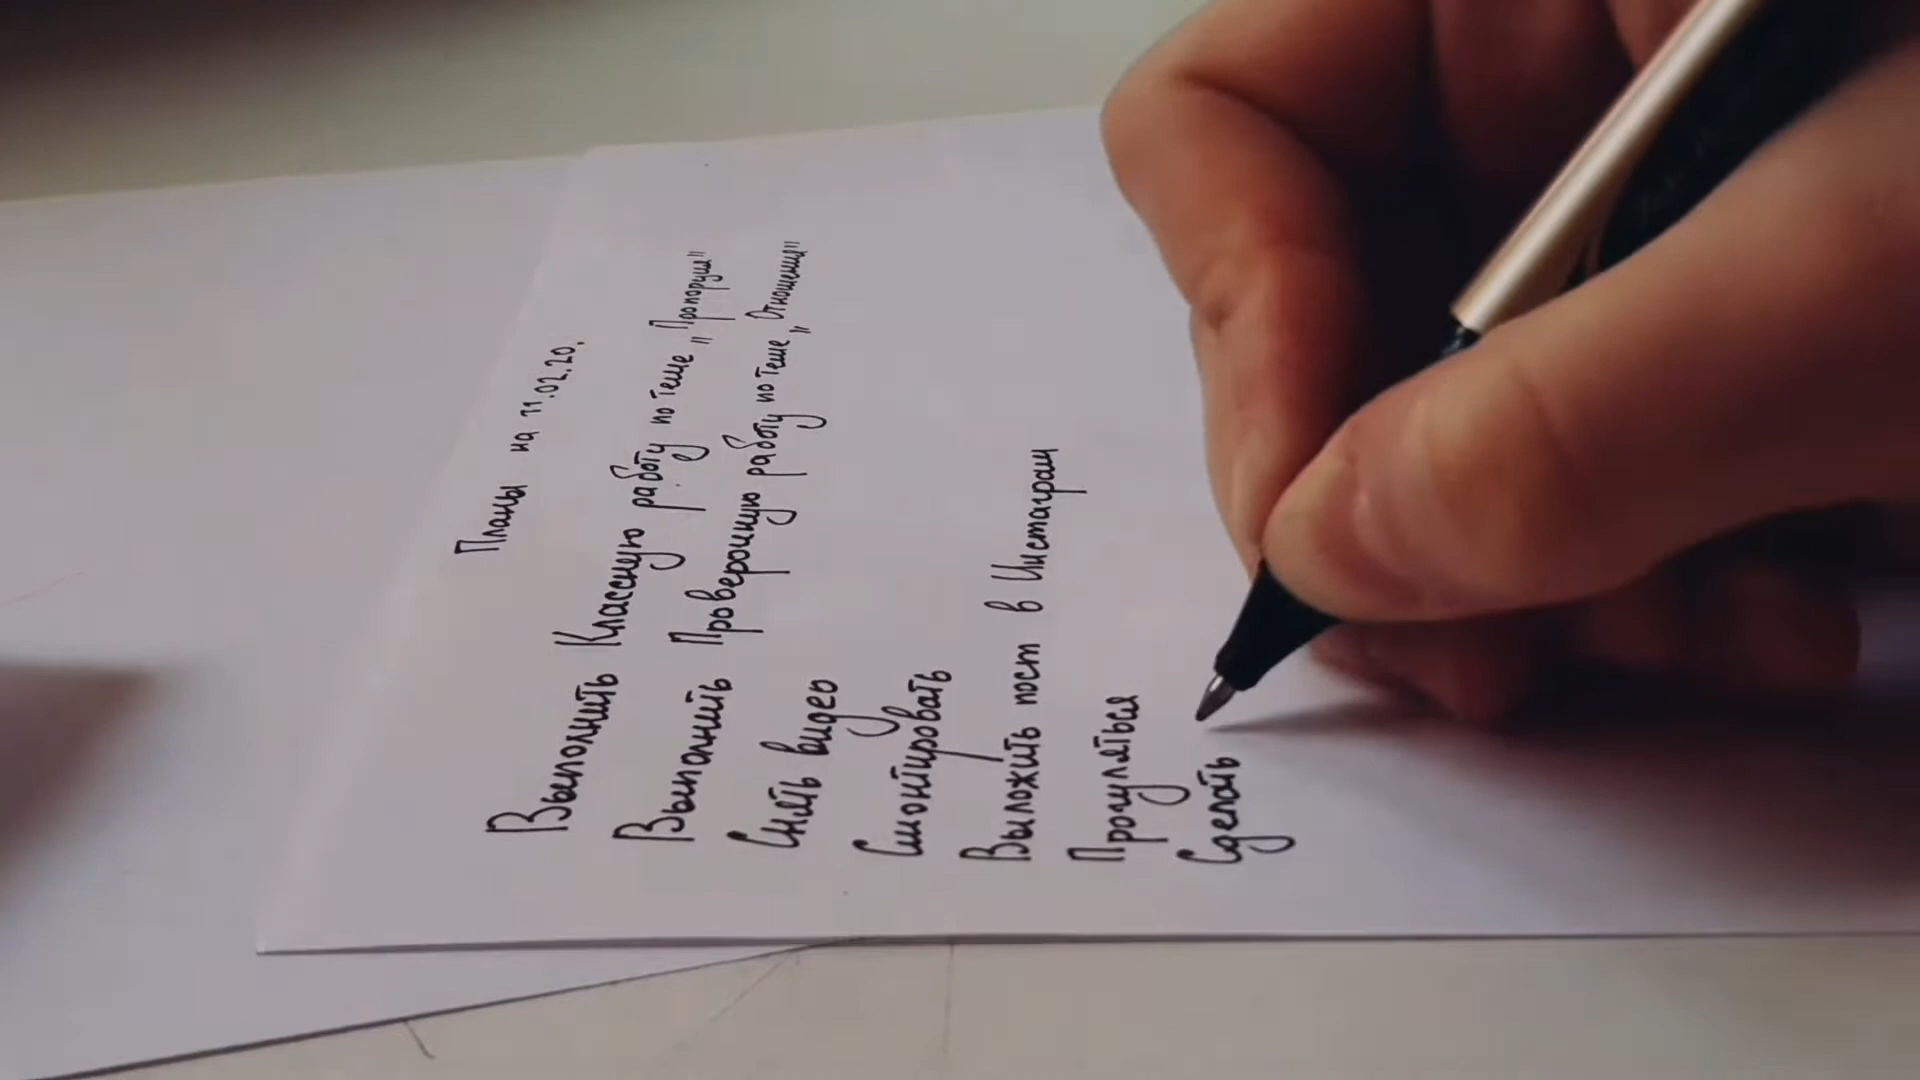 Планы на 11.02.20.
Выполнить Классную работу по теме „Пропорция"
Выполнить Проверочную работу по теме „Отношения"
Снять видео
Смонтировать
Выложить пост в Инстаграм
Прогуляться
Сделать